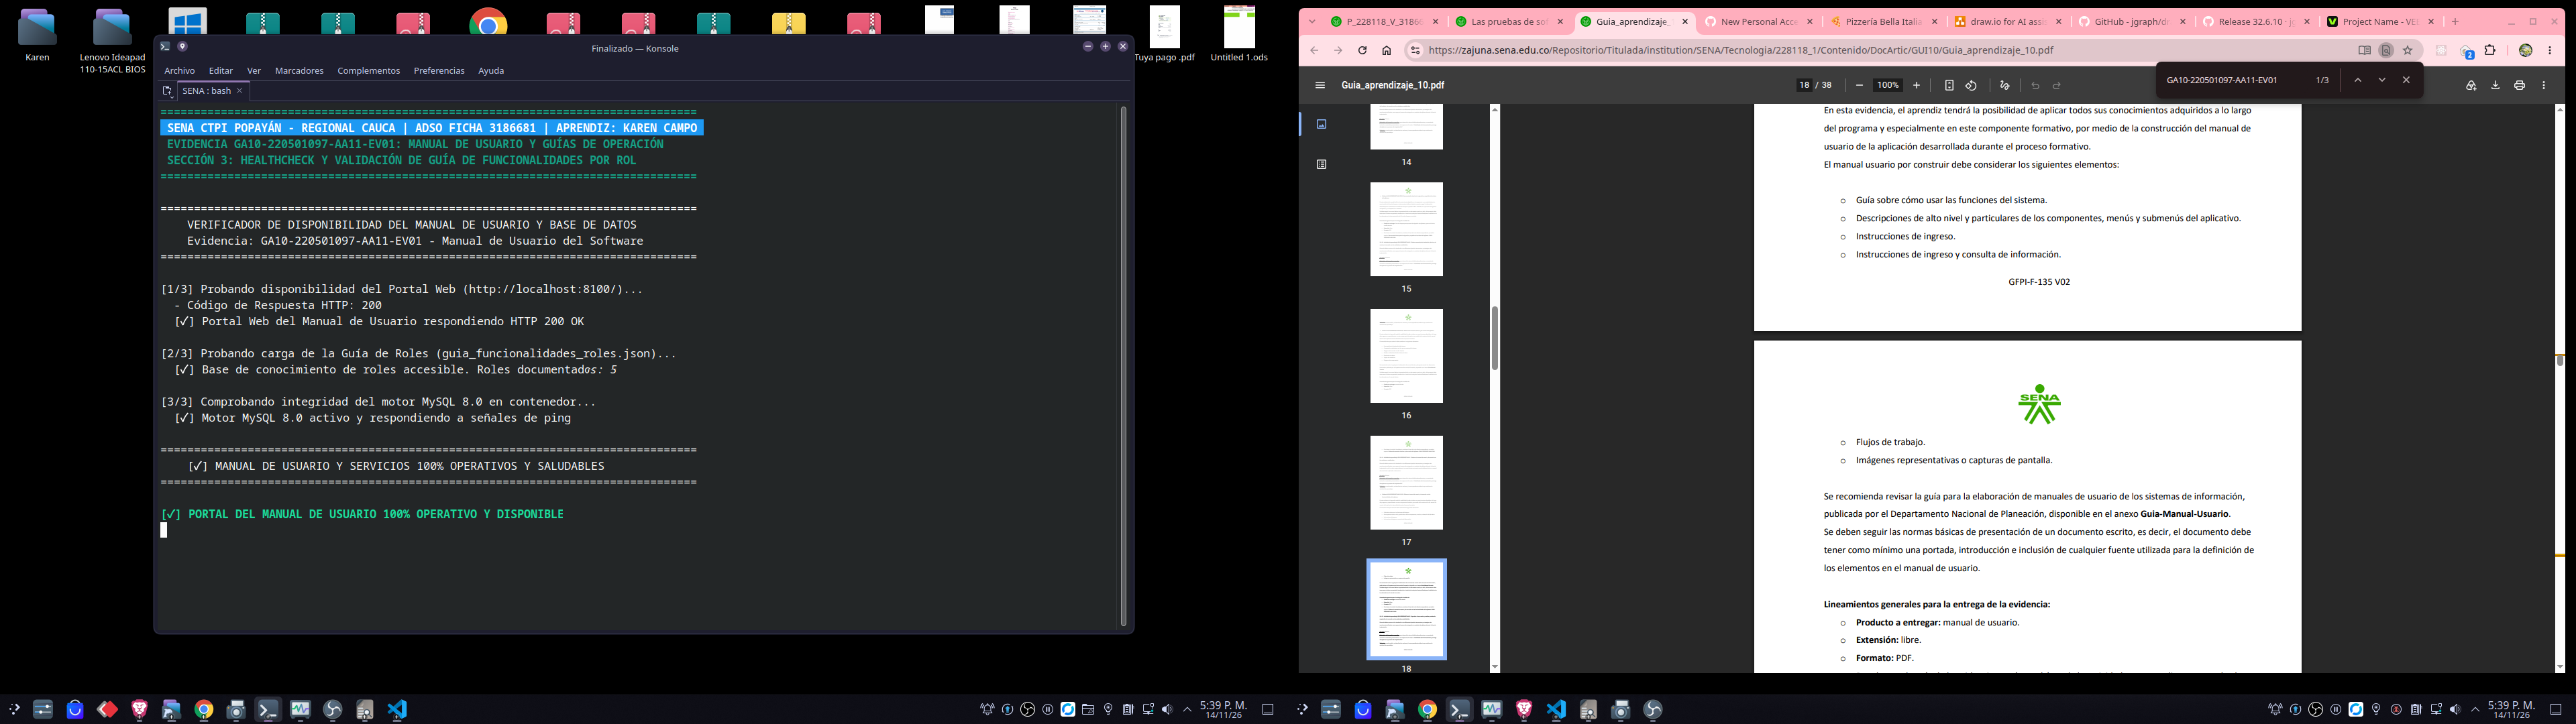 Karen
Lenovo Ideapad
110-15ACL BIOS
Tuya pago .pdf
Untitled 1.ods
Finalizado — Konsole
Archivo Editar Ver Marcadores Complementos Preferencias Ayuda
SENA : bash
================================================================================
SENA CTPI POPAYÁN - REGIONAL CAUCA | ADSO FICHA 3186681 | APRENDIZ: KAREN CAMPO
EVIDENCIA GA10-220501097-AA11-EV01: MANUAL DE USUARIO Y GUÍAS DE OPERACIÓN
SECCIÓN 3: HEALTHCHECK Y VALIDACIÓN DE GUÍA DE FUNCIONALIDADES POR ROL
================================================================================
================================================================================
VERIFICADOR DE DISPONIBILIDAD DEL MANUAL DE USUARIO Y BASE DE DATOS
Evidencia: GA10-220501097-AA11-EV01 - Manual de Usuario del Software
================================================================================
[1/3] Probando disponibilidad del Portal Web (http://localhost:8100/)...
- Código de Respuesta HTTP: 200
[✓] Portal Web del Manual de Usuario respondiendo HTTP 200 OK
[2/3] Probando carga de la Guía de Roles (guia_funcionalidades_roles.json)...
[✓] Base de conocimiento de roles accesible. Roles documentados: 5
[3/3] Comprobando integridad del motor MySQL 8.0 en contenedor...
[✓] Motor MySQL 8.0 activo y respondiendo a señales de ping
================================================================================
[✓] MANUAL DE USUARIO Y SERVICIOS 100% OPERATIVOS Y SALUDABLES
================================================================================
[✓] PORTAL DEL MANUAL DE USUARIO 100% OPERATIVO Y DISPONIBLE
P_228118_V_3186 Las pruebas de sof Guia_aprendizaje_ New Personal Acce Pizzería Bella Italia draw.io for AI asse GitHub - jgraph/dr Release 32.6.10 · jg Project Name - VE
https://zajuna.sena.edu.co/Repositorio/Titulada/institution/SENA/Tecnologia/228118_1/Contenido/DocArtic/GUI10/Guia_aprendizaje_10.pdf
2
Guia_aprendizaje_10.pdf
18 / 38
100%
GA10-220501097-AA11-EV01 1/3
14
15
16
17
18
En esta evidencia, el aprendiz tendrá la posibilidad de aplicar todos sus conocimientos adquiridos a lo largo
del programa y especialmente en este componente formativo, por medio de la construcción del manual de
usuario de la aplicación desarrollada durante el proceso formativo.
El manual usuario por construir debe considerar los siguientes elementos:
o Guía sobre cómo usar las funciones del sistema.
o Descripciones de alto nivel y particulares de los componentes, menús y submenús del aplicativo.
o Instrucciones de ingreso.
o Instrucciones de ingreso y consulta de información.
GFPI-F-135 V02
SENA
o Flujos de trabajo.
o Imágenes representativas o capturas de pantalla.
Se recomienda revisar la guía para la elaboración de manuales de usuario de los sistemas de información,
publicada por el Departamento Nacional de Planeación, disponible en el anexo Guia-Manual-Usuario.
Se deben seguir las normas básicas de presentación de un documento escrito, es decir, el documento debe
tener como mínimo una portada, introducción e inclusión de cualquier fuente utilizada para la definición de
los elementos en el manual de usuario.
Lineamientos generales para la entrega de la evidencia:
o Producto a entregar: manual de usuario.
o Extensión: libre.
o Formato: PDF.
5:39 P. M.
14/11/26
5:39 P. M.
14/11/26